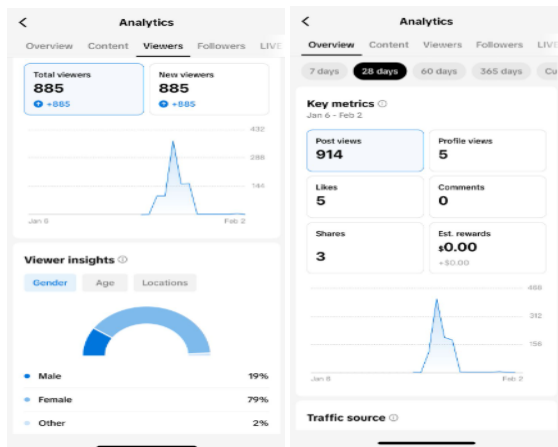 Analytics
Overview Content Viewers Followers LIVE
Total viewers
885
+885
New viewers
885
+885
432
288
144
Jan 6 Feb 2
Viewer insights
Gender Age Locations
Male 19%
Female 79%
Other 2%
Analytics
Overview Content Viewers Followers LIV
7 days 28 days 60 days 365 days Cu
Key metrics
Jan 6 - Feb 2
Post views
914
Profile views
5
Likes
5
Comments
0
Shares
3
Est. rewards
$0.00
+$0.00
468
312
156
Jan 6 Feb 2
Traffic source